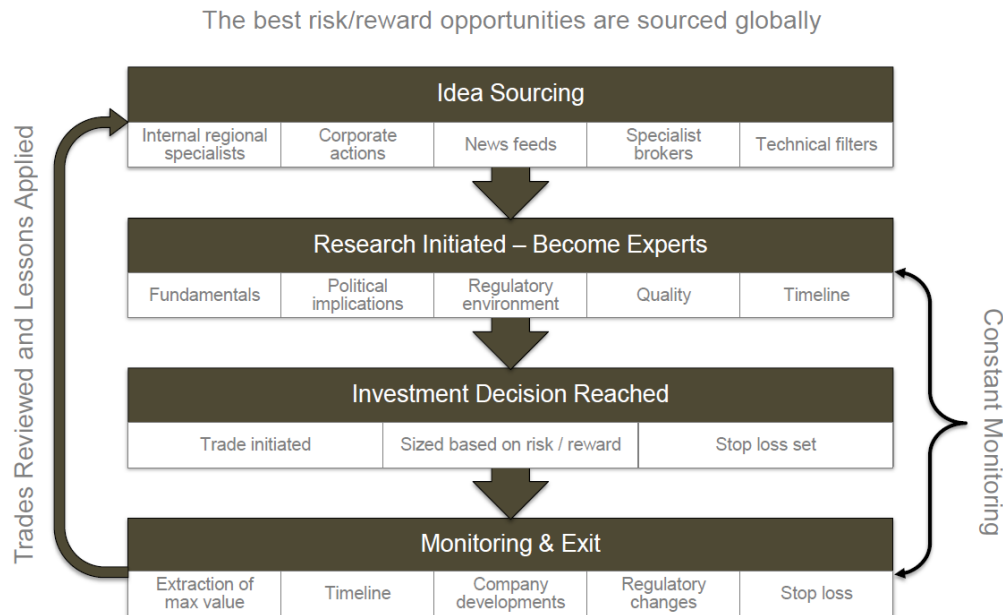 The best risk/reward opportunities are sourced globally
Idea Sourcing
Internal regional
specialists
Corporate
actions
News feeds
Specialist
brokers
Technical filters
Research Initiated – Become Experts
Fundamentals
Political
implications
Regulatory
environment
Quality
Timeline
Investment Decision Reached
Trade initiated
Sized based on risk / reward
Stop loss set
Monitoring & Exit
Extraction of
max value
Timeline
Company
developments
Regulatory
changes
Stop loss
Trades Reviewed and Lessons Applied
Constant Monitoring